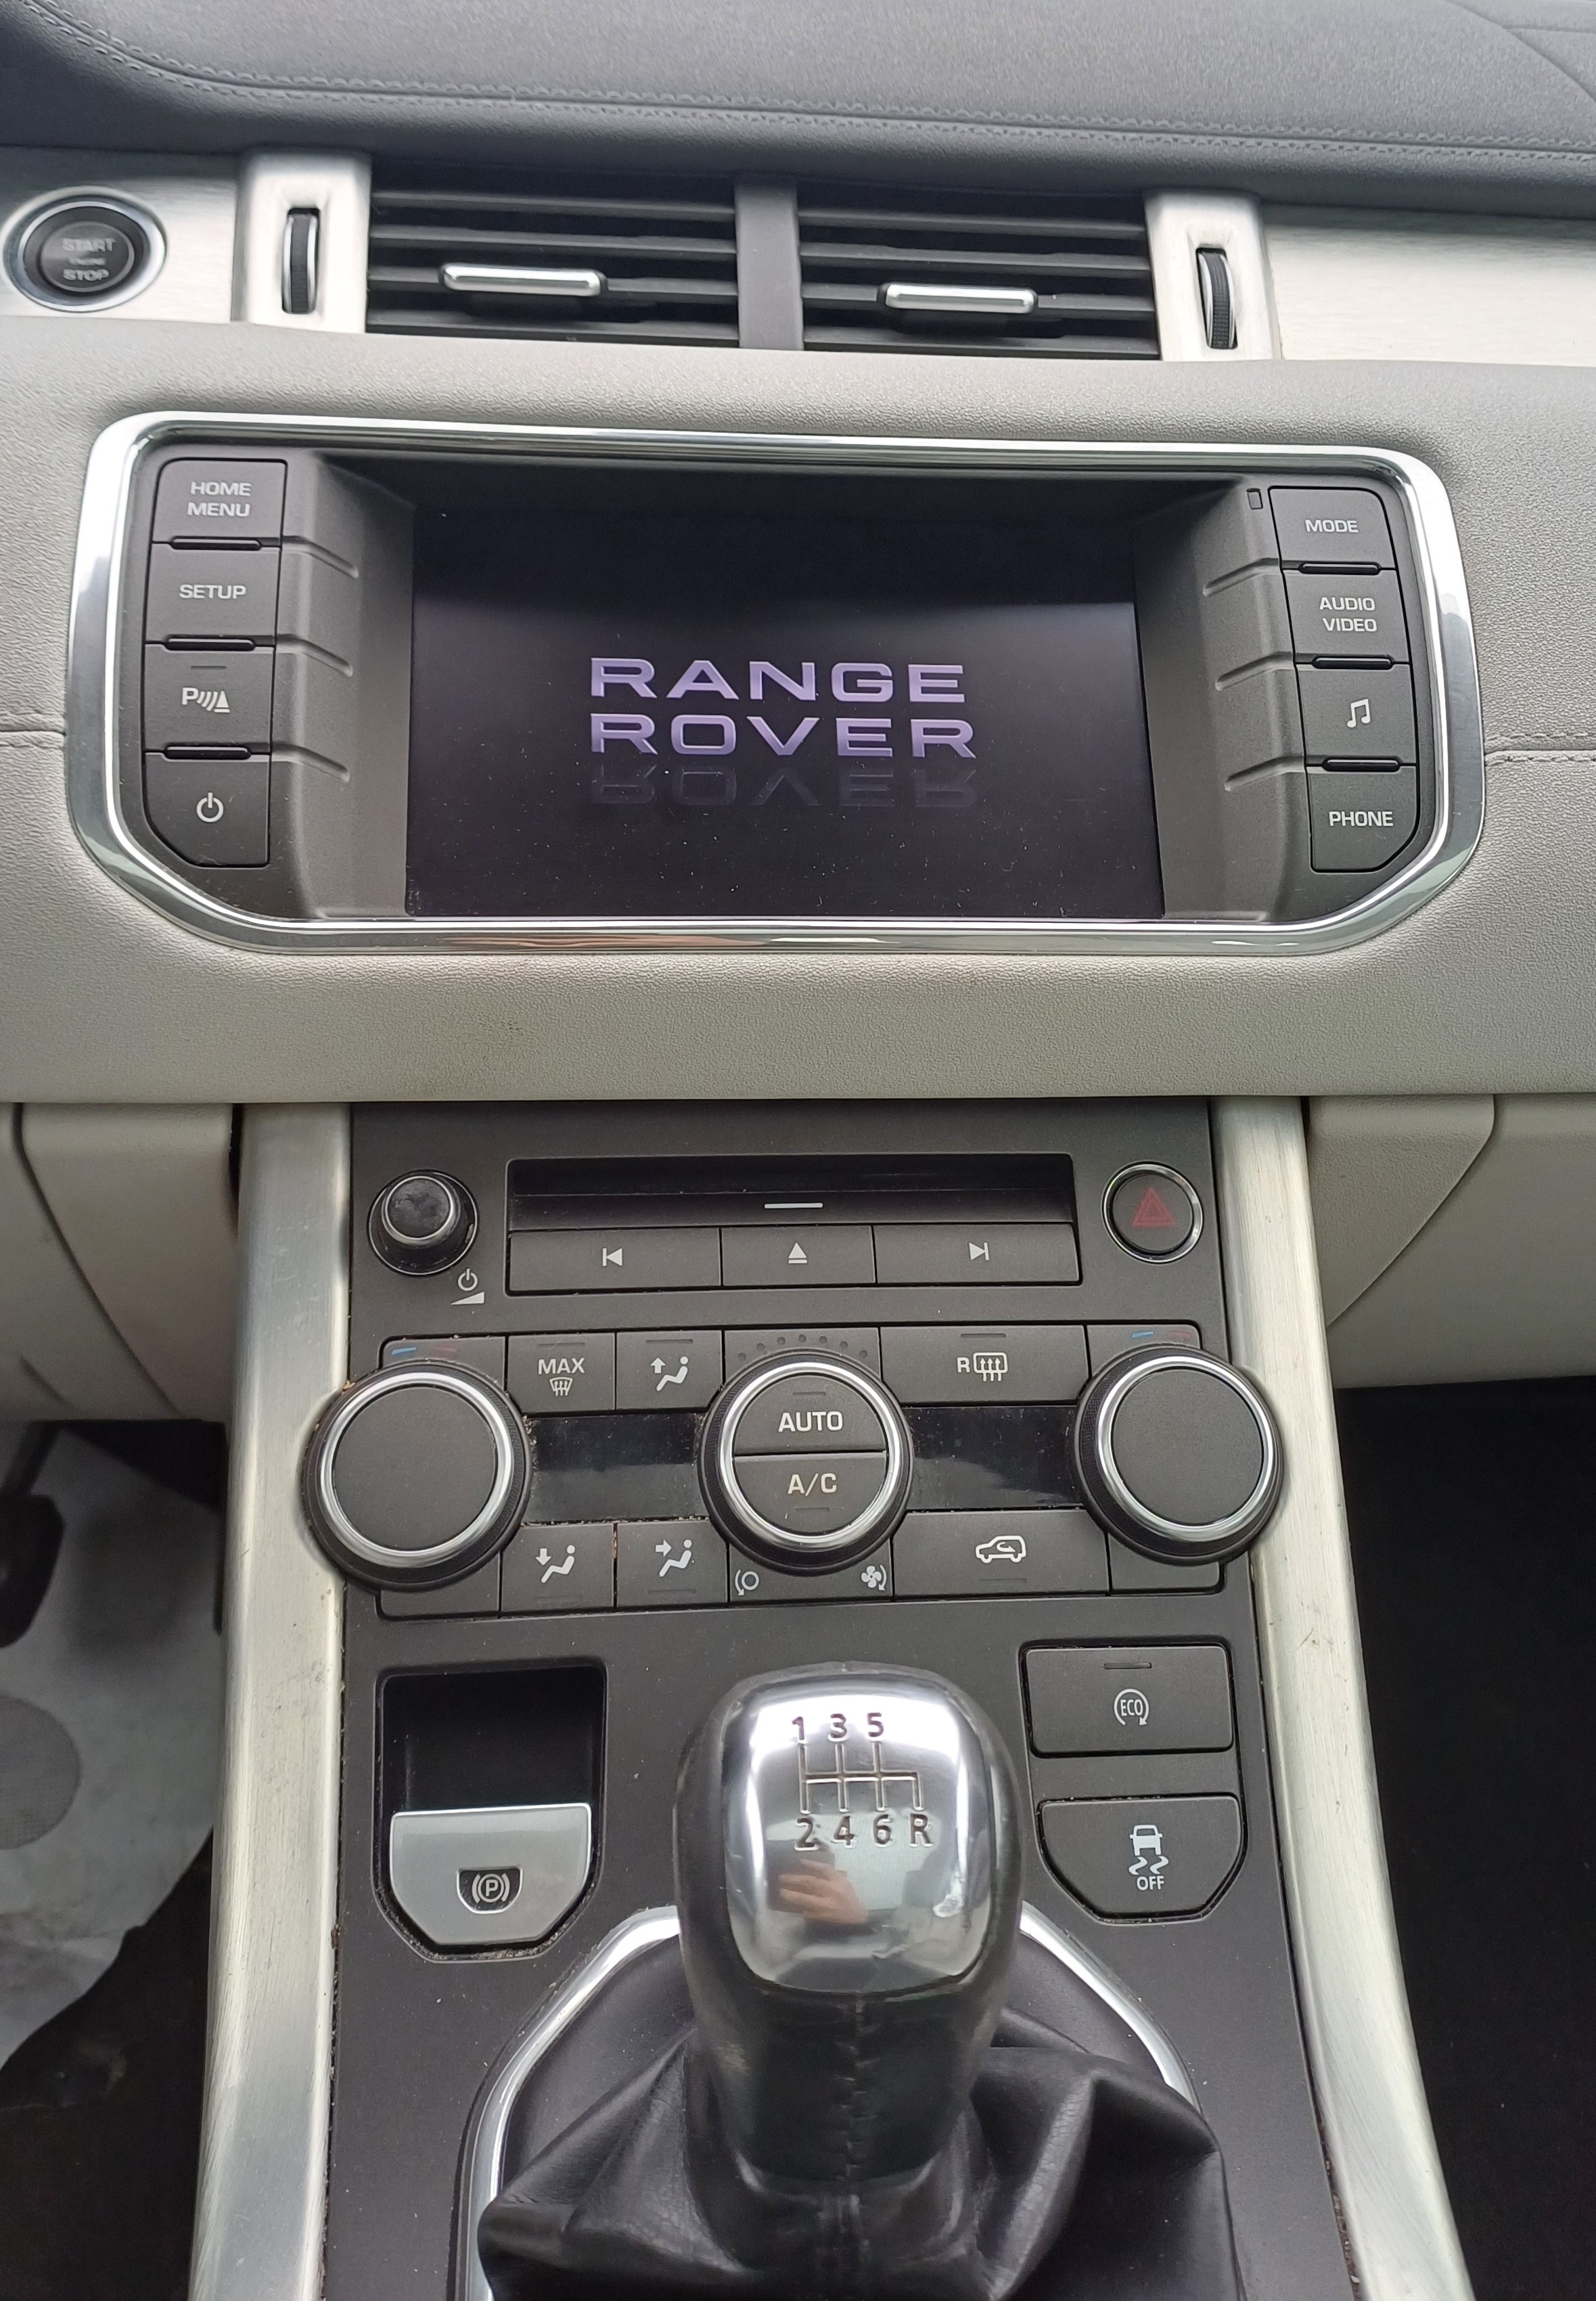 START
STOP
HOME
MENU
SETUP
P
MODE
AUDIO
VIDEO
PHONE
RANGE
ROVER
MAX
R
AUTO
A/C
1 3 5
2 4 6 R
ECO
P
OFF